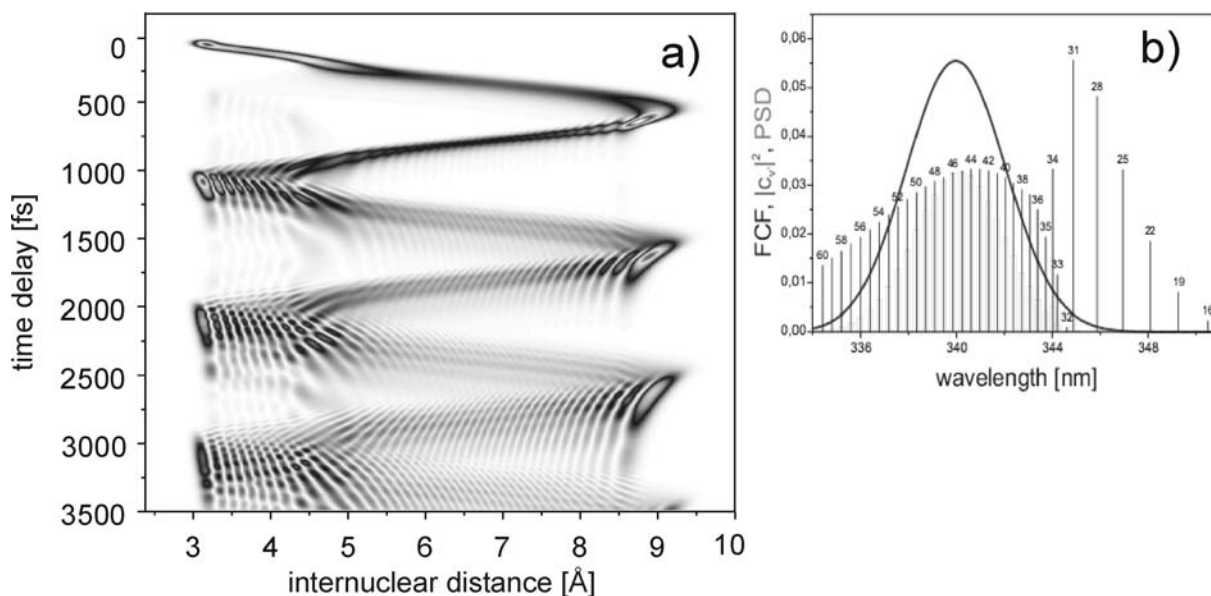 a)
0
500
1000
1500
2000
2500
3000
3500
time delay [fs]
3 4 5 6 7 8 9 10
internuclear distance [Å]
b)
0,06
0,05
0,04
0,03
0,02
0,01
0,00
FCF, |cᵥ'|², PSD
60 58 56 54 52 50 48 46 44 42 40 38 36 35 34 33 32 31 28 25 22 19 16
336 340 344 348
wavelength [nm]